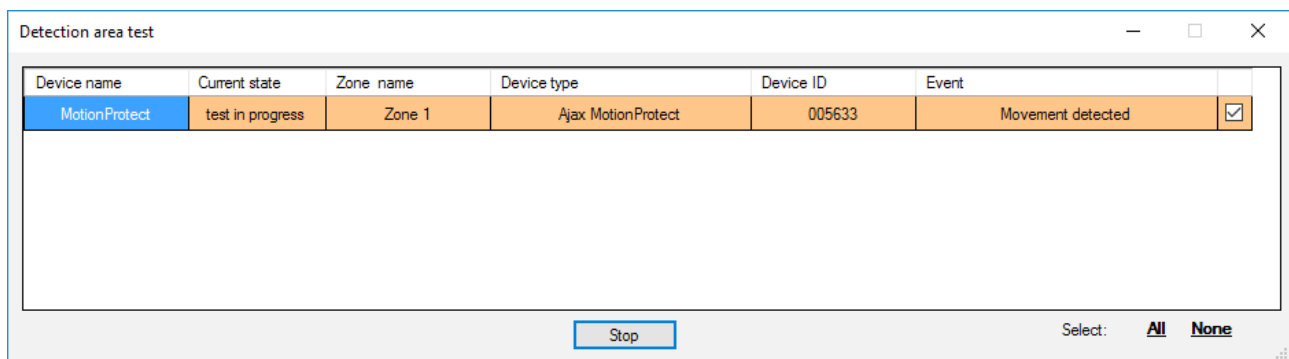 Detection area test
Device name Current state Zone name Device type Device ID Event
MotionProtect test in progress Zone 1 Ajax MotionProtect 005633 Movement detected
Stop Select: All None